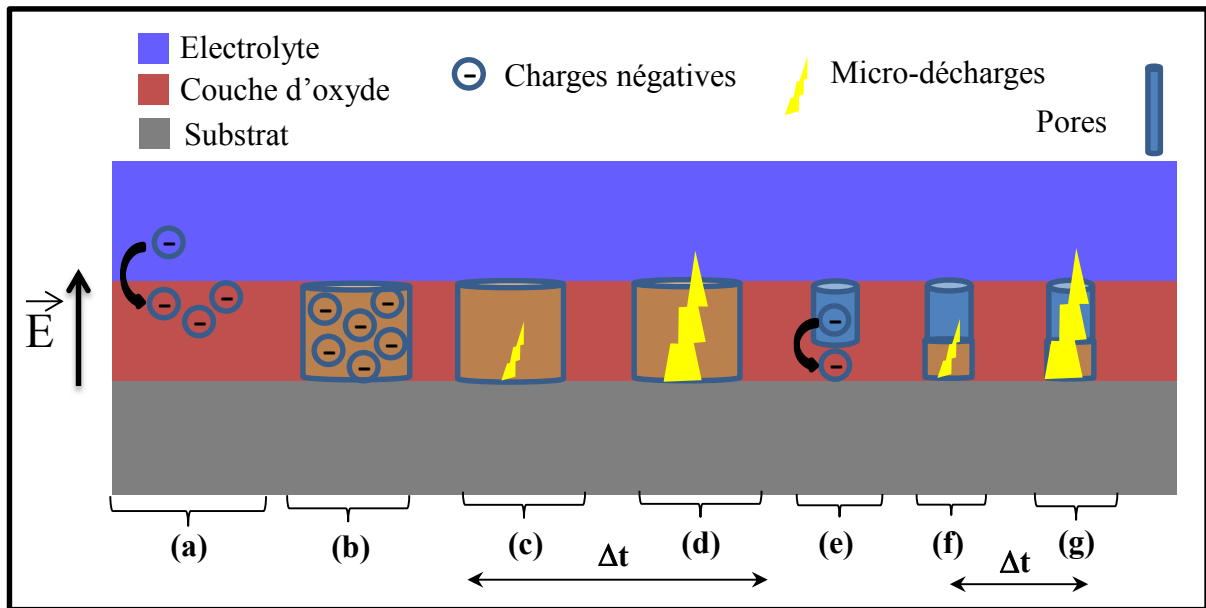 Electrolyte
Couche d'oxyde
Substrat
Charges négatives
Micro-décharges
Pores
E
(a) (b) (c) (d) (e) (f) (g)
Δt Δt